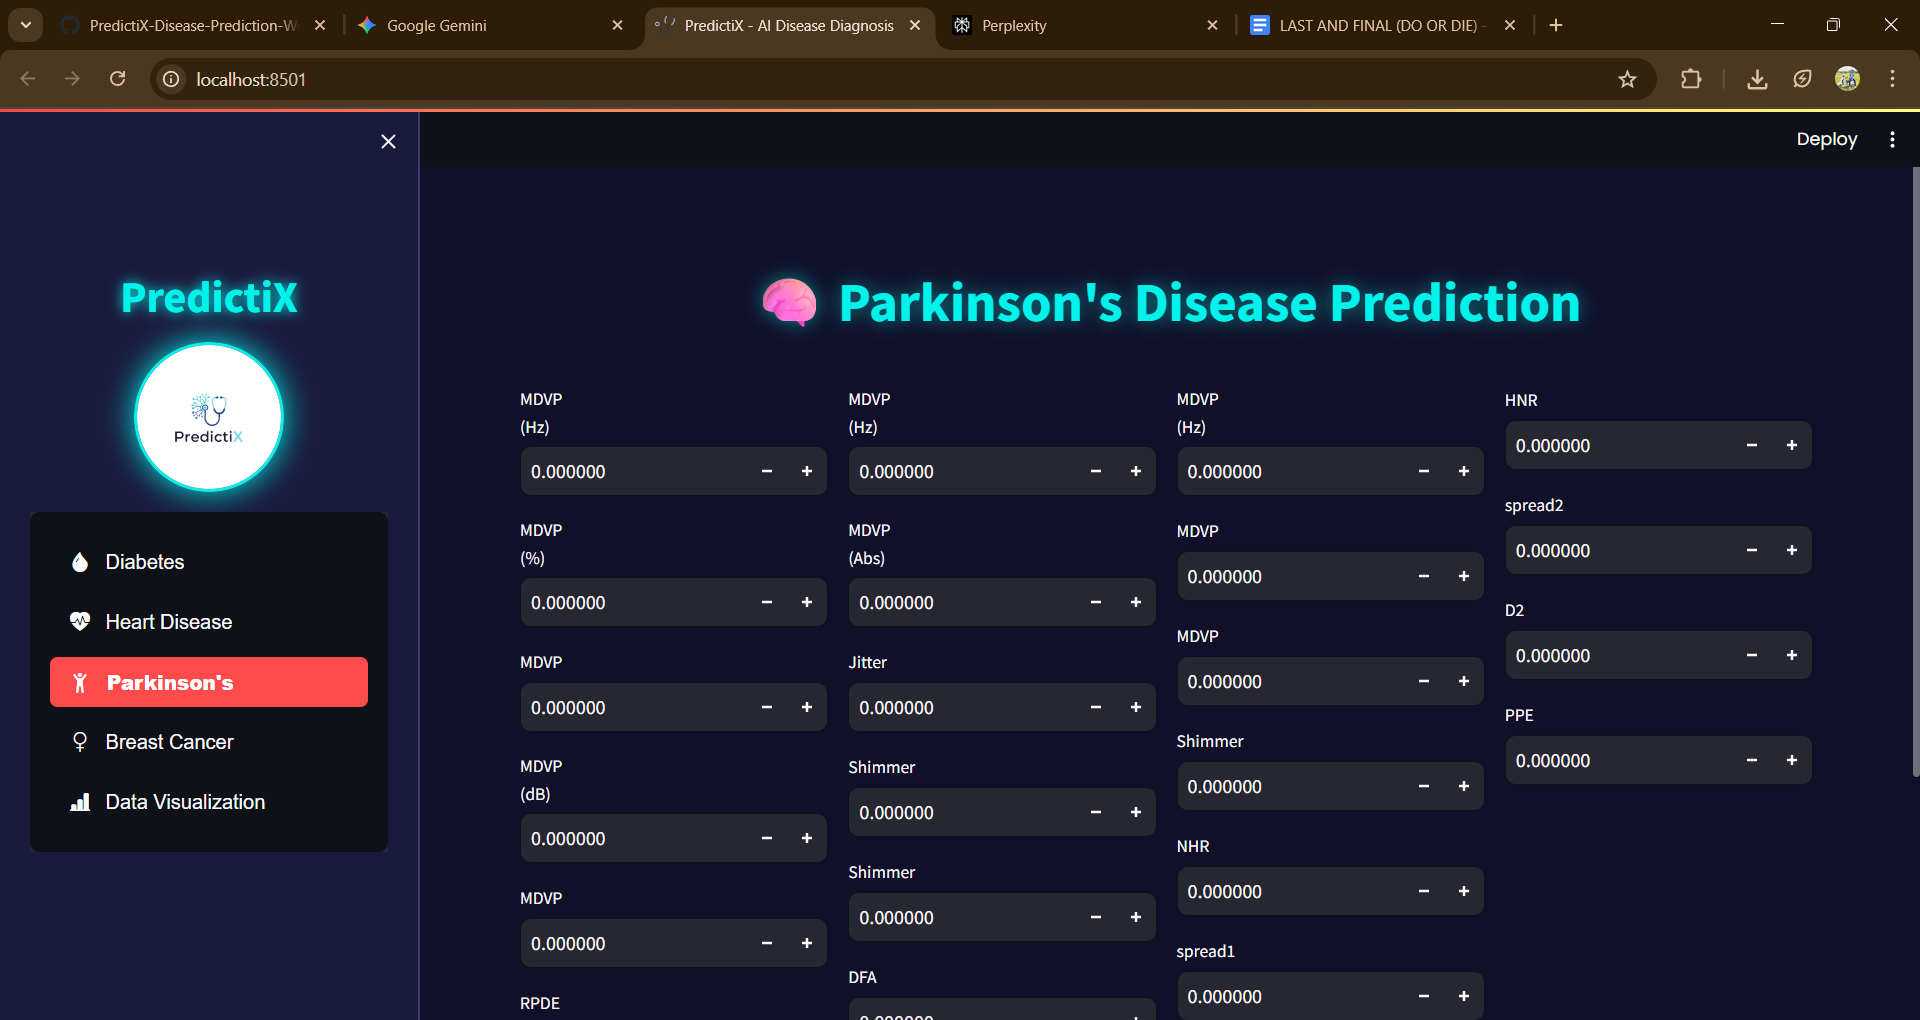 PredictiX-Disease-Prediction-W
Google Gemini
PredictiX - AI Disease Diagnosis
Perplexity
LAST AND FINAL (DO OR DIE) -
localhost:8501
Deploy
PredictiX
PredictiX
Diabetes
Heart Disease
Parkinson's
Breast Cancer
Data Visualization
Parkinson's Disease Prediction
MDVP
(Hz)
0.000000
MDVP
(%)
0.000000
MDVP
0.000000
MDVP
(dB)
0.000000
MDVP
0.000000
RPDE
MDVP
(Hz)
0.000000
MDVP
(Abs)
0.000000
Jitter
0.000000
Shimmer
0.000000
Shimmer
0.000000
DFA
0.000000
MDVP
(Hz)
0.000000
MDVP
0.000000
MDVP
0.000000
Shimmer
0.000000
NHR
0.000000
spread1
0.000000
HNR
0.000000
spread2
0.000000
D2
0.000000
PPE
0.000000